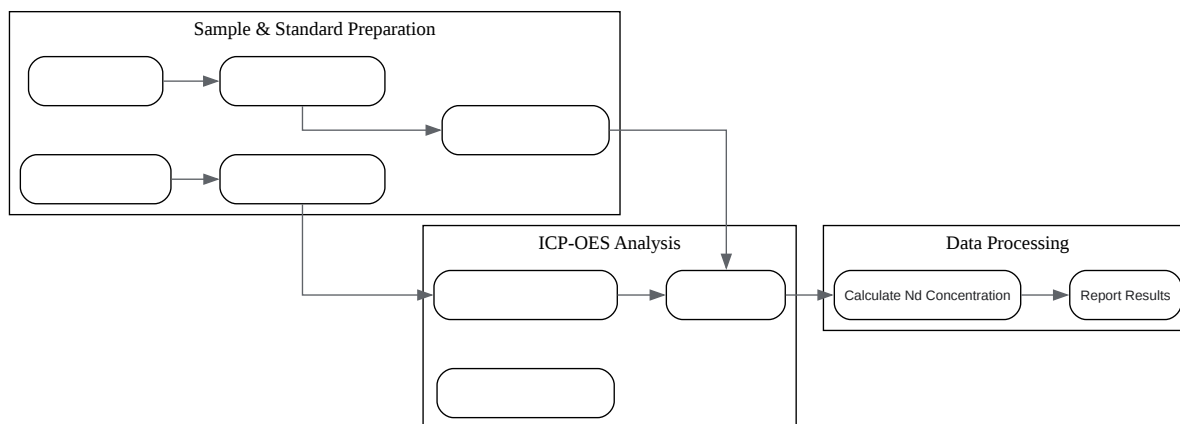 Sample & Standard Preparation
ICP-OES Analysis
Data Processing
Calculate Nd Concentration
Report Results